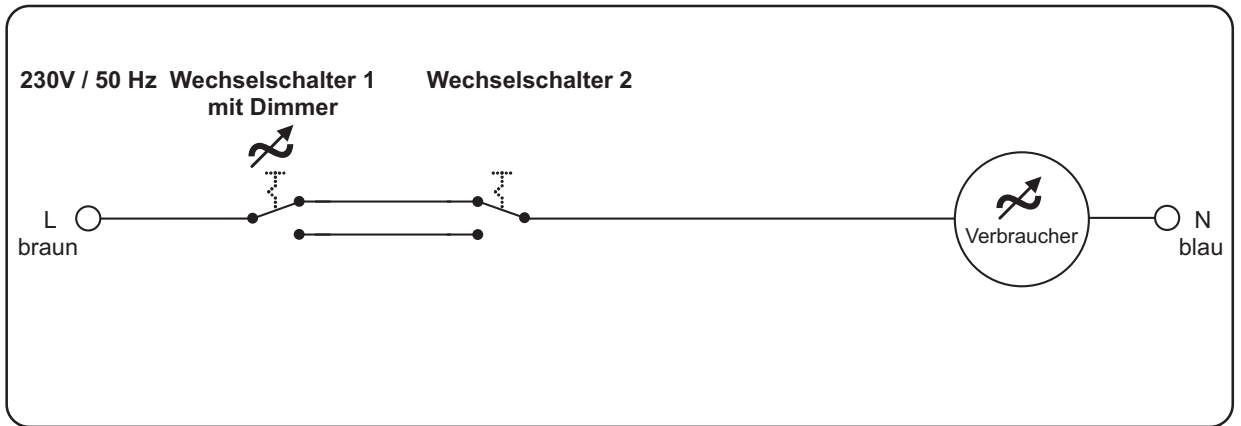 230V / 50 Hz Wechselschalter 1 Wechselschalter 2
mit Dimmer
L
braun
Verbraucher
N
blau